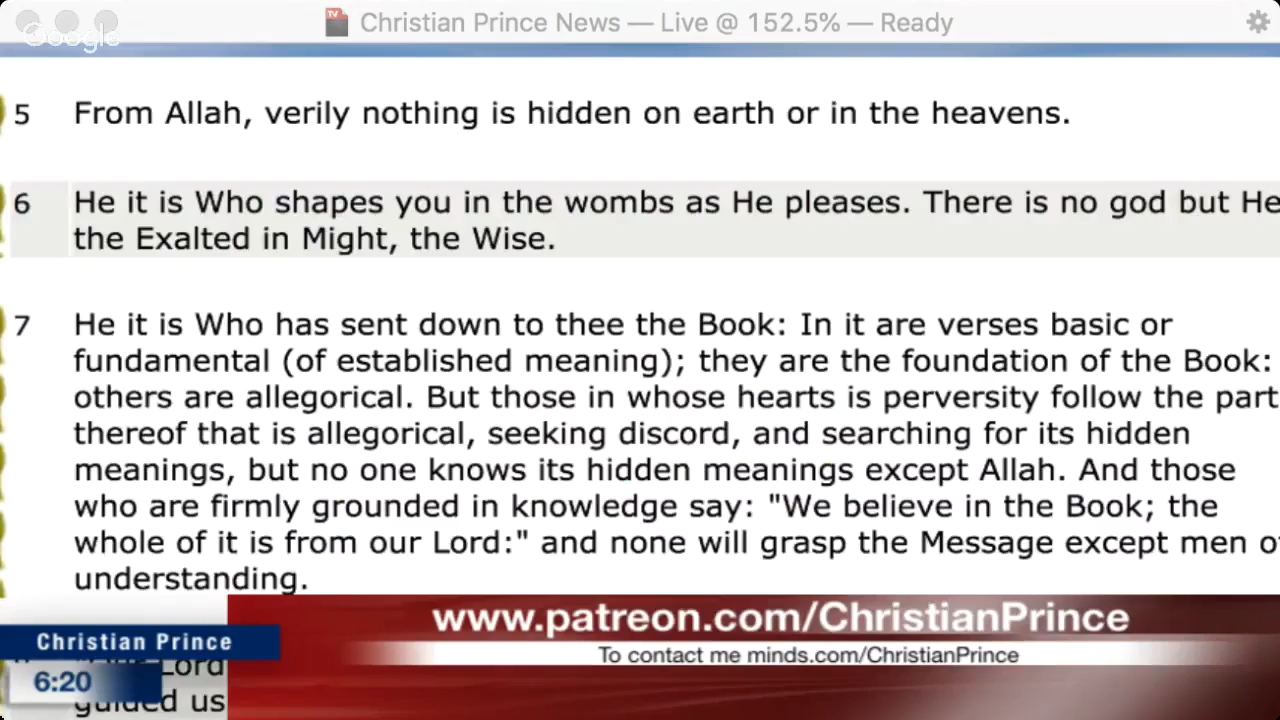 Christian Prince News — Live @ 152.5% — Ready
Google
5 From Allah, verily nothing is hidden on earth or in the heavens.
6 He it is Who shapes you in the wombs as He pleases. There is no god but He
the Exalted in Might, the Wise.
7 He it is Who has sent down to thee the Book: In it are verses basic or
fundamental (of established meaning); they are the foundation of the Book:
others are allegorical. But those in whose hearts is perversity follow the part
thereof that is allegorical, seeking discord, and searching for its hidden
meanings, but no one knows its hidden meanings except Allah. And those
who are firmly grounded in knowledge say: "We believe in the Book; the
whole of it is from our Lord:" and none will grasp the Message except men of
understanding.
www.patreon.com/ChristianPrince
Christian Prince
To contact me minds.com/ChristianPrince
Lord
6:20
guided us